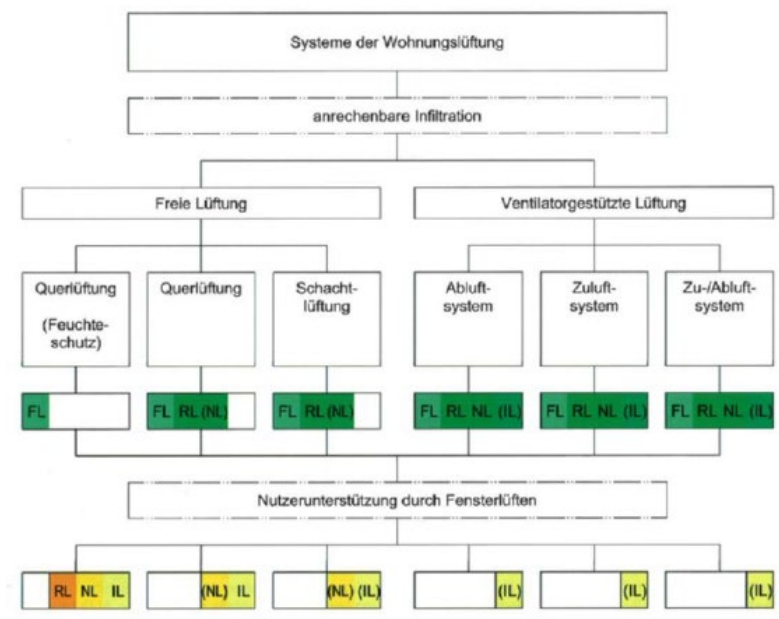 Systeme der Wohnungslüftung
anrechenbare Infiltration
Freie Lüftung
Ventilatorgestützte Lüftung
Querlüftung
(Feuchte-
schutz)
Querlüftung
Schacht-
lüftung
Abluft-
system
Zuluft-
system
Zu-/Abluft-
system
FL
FL RL (NL)
FL RL (NL)
FL RL NL (IL)
FL RL NL (IL)
FL RL NL (IL)
Nutzerunterstützung durch Fensterlüften
RL NL IL
(NL) IL
(NL) (IL)
(IL)
(IL)
(IL)